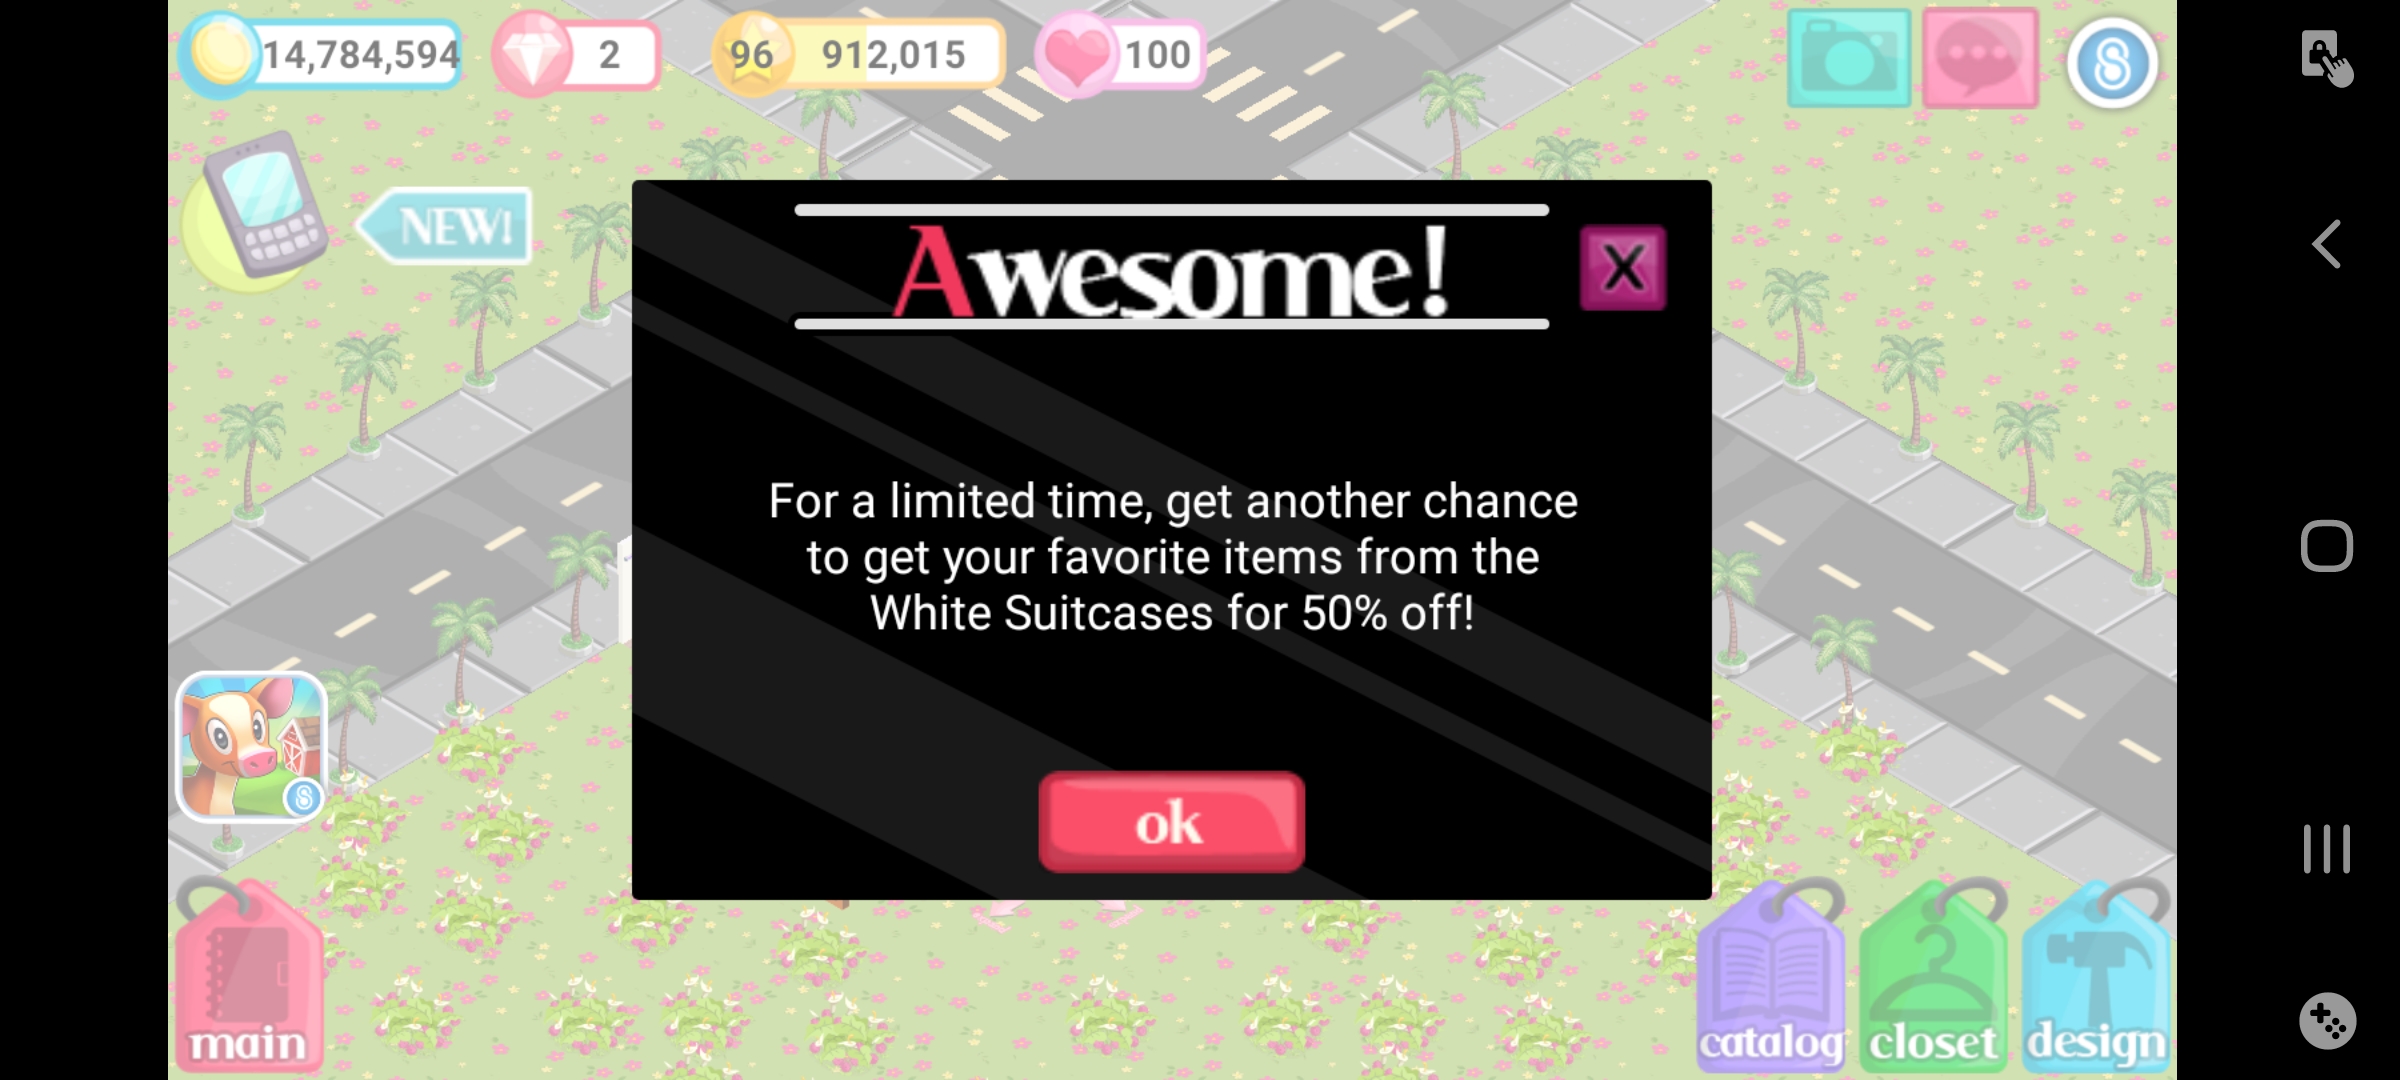 14,784,594
2
96 912,015
100
NEW!
Awesome!
X
For a limited time, get another chance
to get your favorite items from the
White Suitcases for 50% off!
ok
main
catalog
closet
design